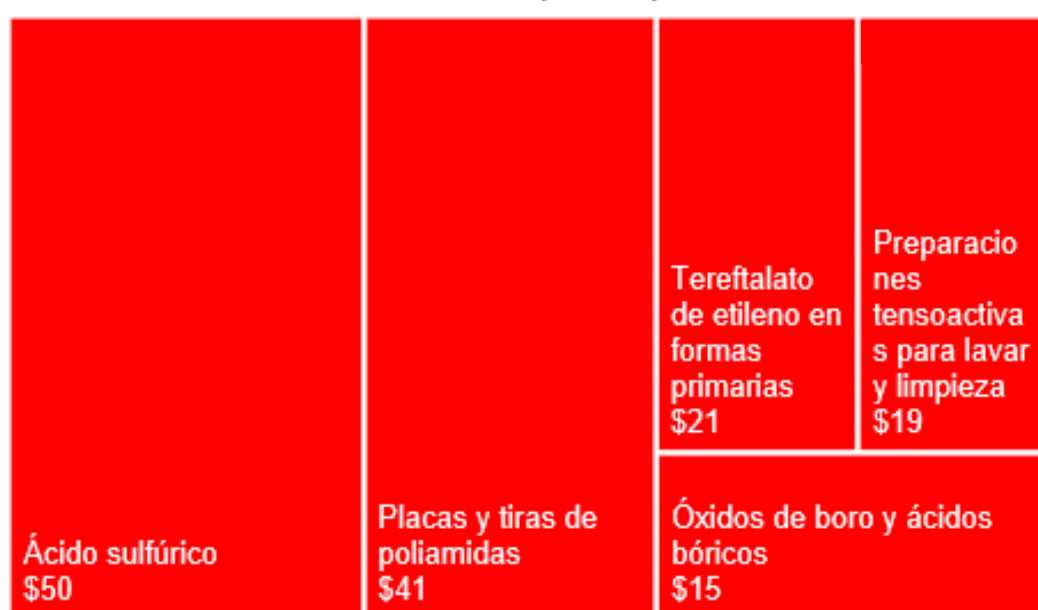 Ácido sulfúrico
$50
Placas y tiras de
poliamidas
$41
Tereftalato
de etileno en
formas
primarias
$21
Preparacio
nes
tensoactiva
s para lavar
y limpieza
$19
Óxidos de boro y ácidos
bóricos
$15